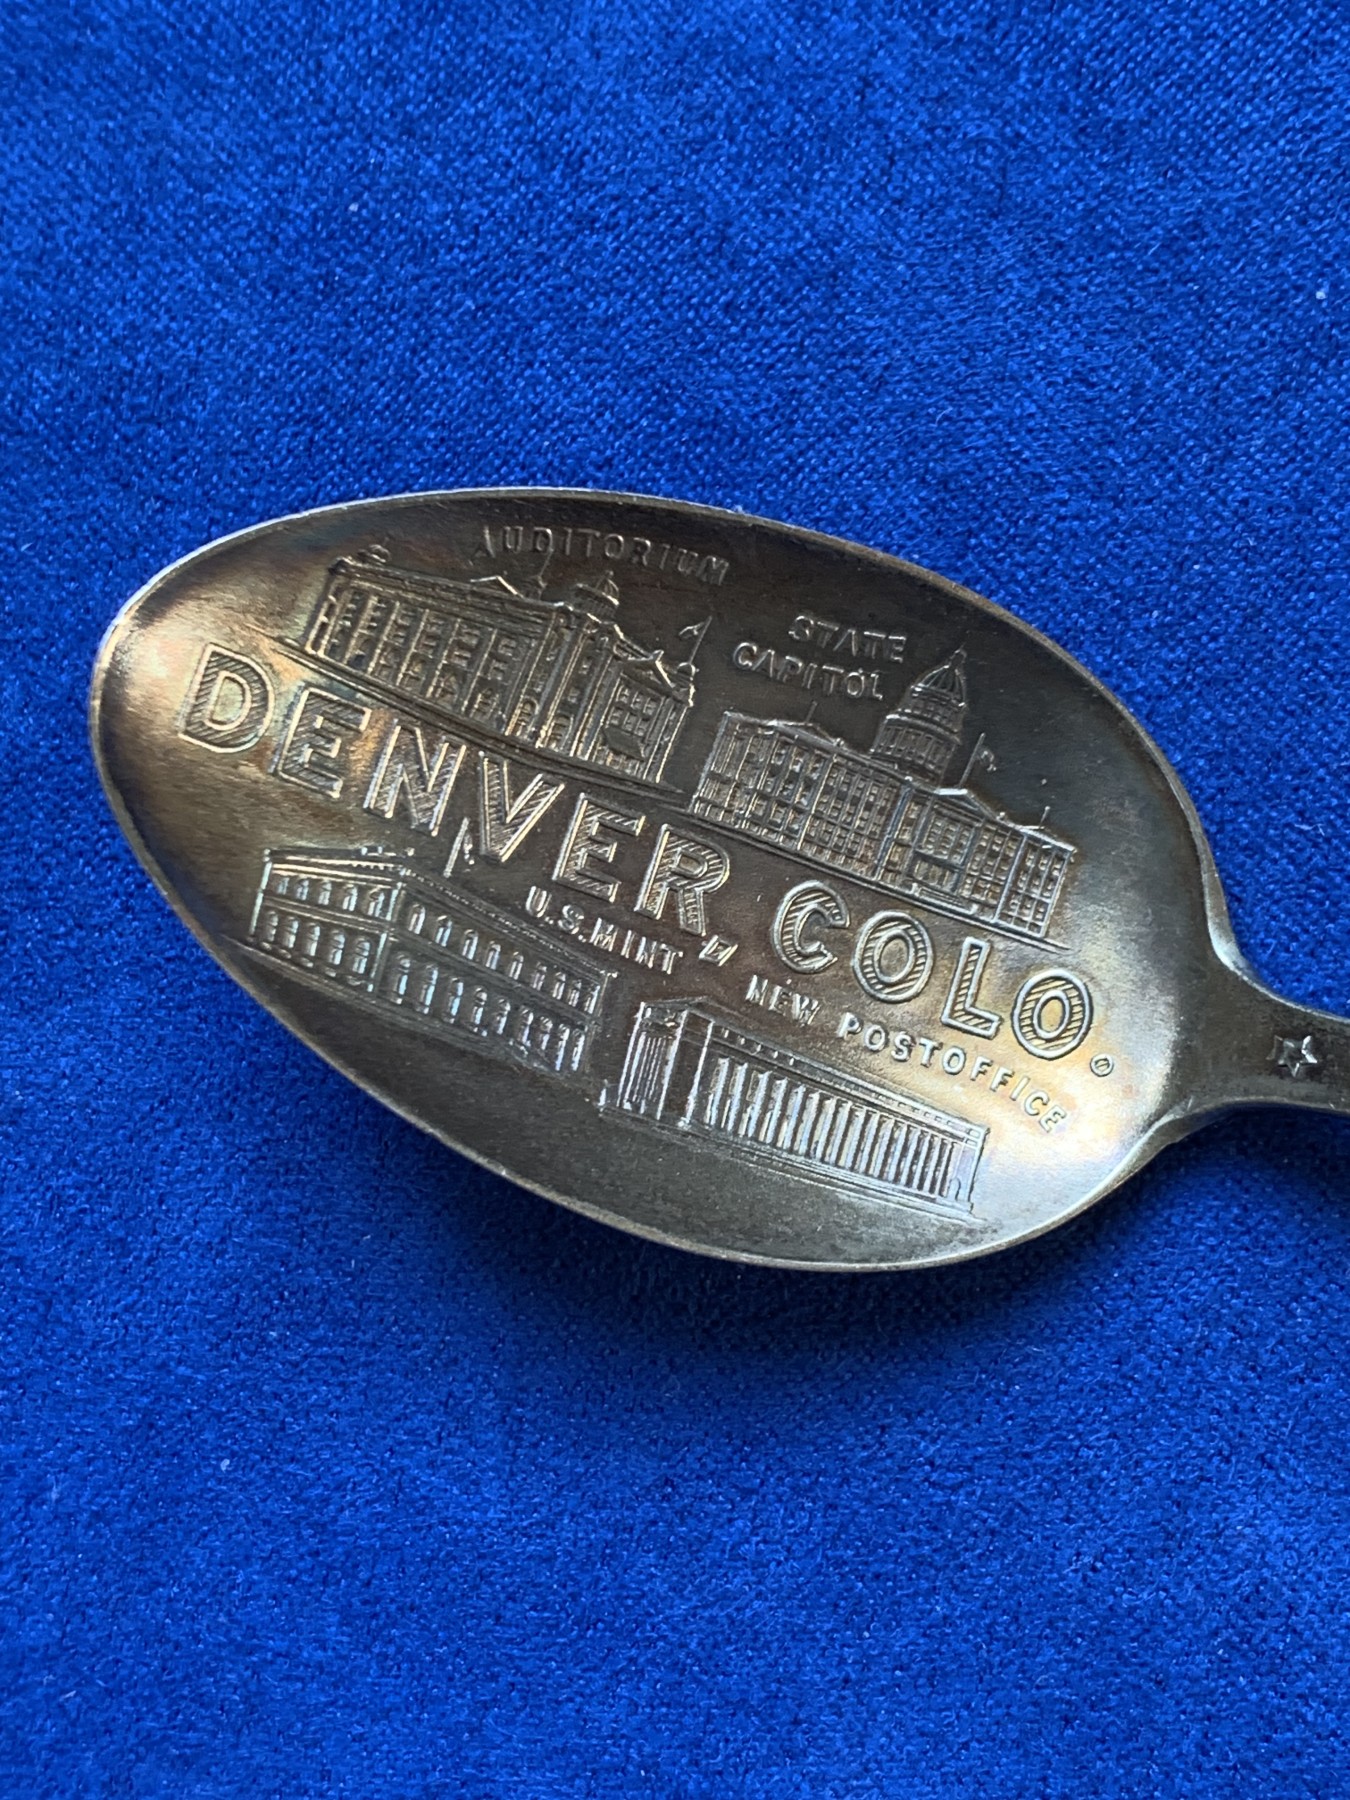 AUDITORIUM
STATE
CAPITOL
DENVER, COLO.
U.S. MINT
NEW POSTOFFICE